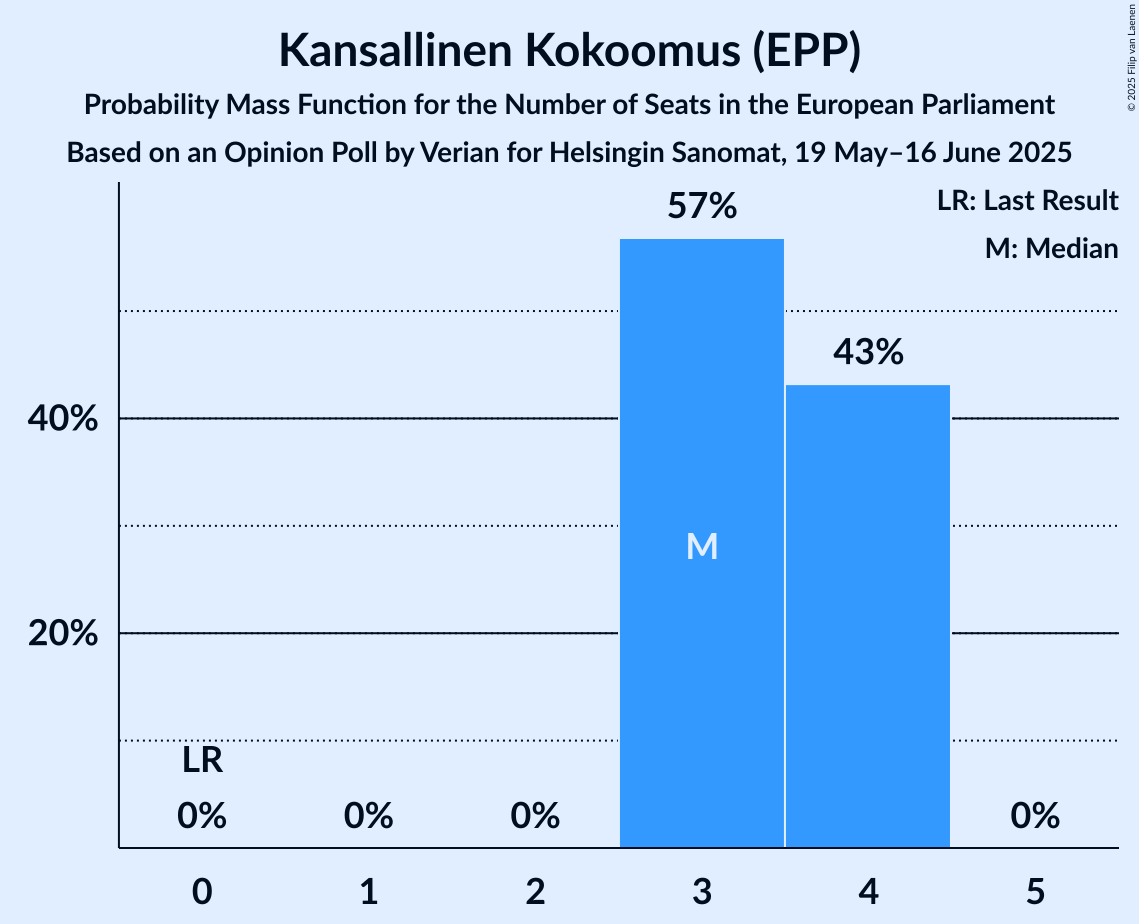 Kansallinen Kokoomus (EPP)
Probability Mass Function for the Number of Seats in the European Parliament
Based on an Opinion Poll by Verian for Helsingin Sanomat, 19 May–16 June 2025
© 2025 Filip van Laenen
LR: Last Result
M: Median
57%
43%
40%
M
20%
LR
0%
0%
0%
0%
0
1
2
3
4
5